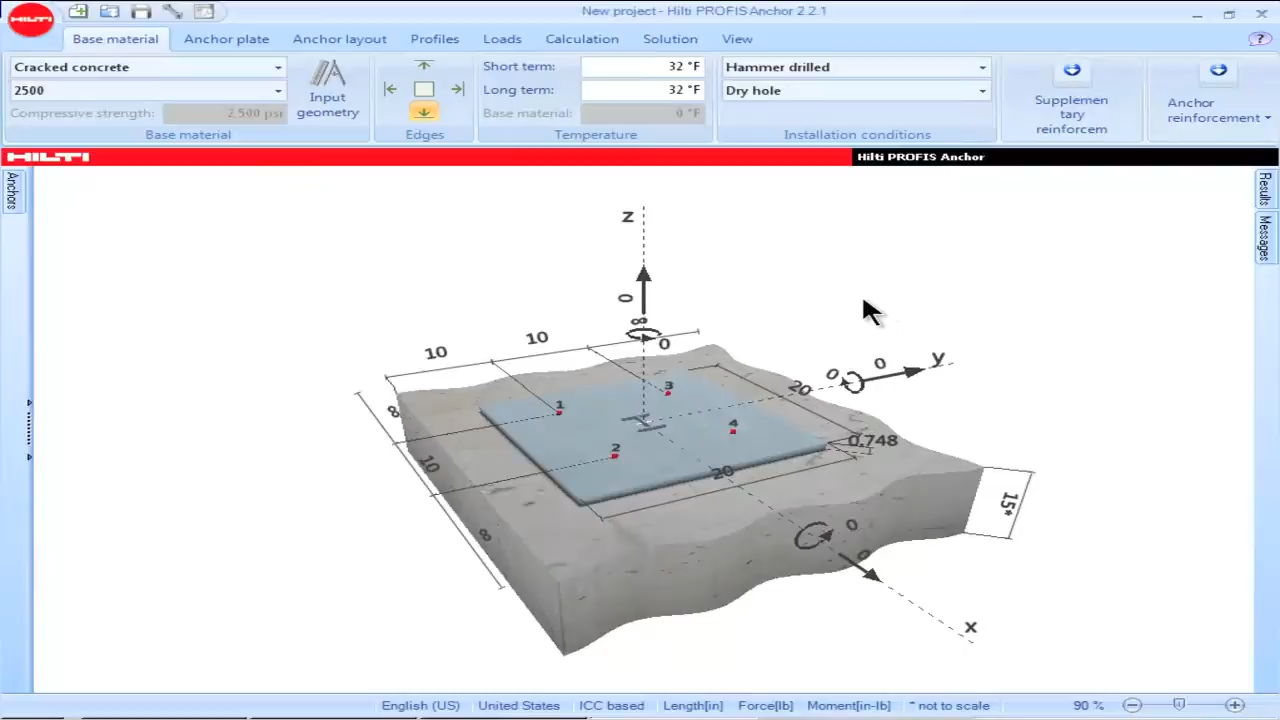 HILTI
New project - Hilti PROFIS Anchor 2.2.1
Base material
Anchor plate
Anchor layout
Profiles
Loads
Calculation
Solution
View
?
Cracked concrete
2500
Compressive strength: 2.500 psi
Base material
Input
geometry
Edges
Short term: 32 °F
Long term: 32 °F
Base material: 0 °F
Temperature
Hammer drilled
Dry hole
Installation conditions
Supplemen
tary
reinforcem
Anchor
reinforcement
HILTI
Hilti PROFIS Anchor
Anchors
Results
Messages
z
0
8
0
10
10
8
10
8
1
2
3
4
20
20
0
0
y
0.748
15*
0
0
x
English (US)
United States
ICC based
Length[in]
Force[lb]
Moment[in-lb]
* not to scale
90 %